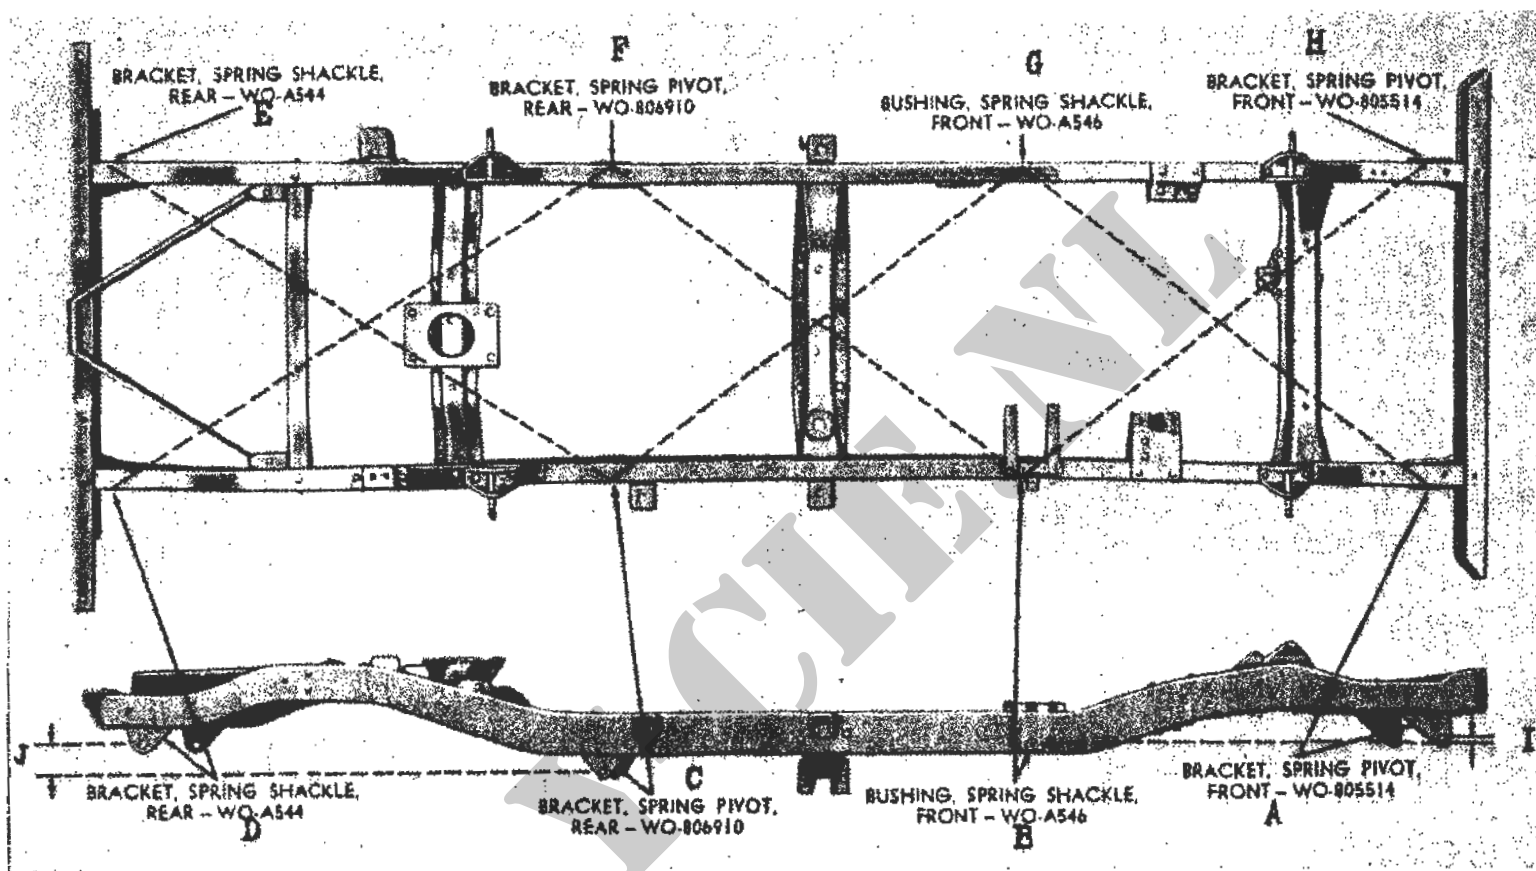 F
H
G
BRACKET, SPRING SHACKLE,
REAR – WO-A544
E
BRACKET, SPRING PIVOT,
REAR – WO-806910
BUSHING, SPRING SHACKLE,
FRONT – WO-A546
BRACKET, SPRING PIVOT,
FRONT – WO-805514
J
I
BRACKET, SPRING SHACKLE,
REAR – WO-A544
D
C
BRACKET, SPRING PIVOT,
REAR – WO-806910
BUSHING, SPRING SHACKLE,
FRONT – WO-A546
B
BRACKET, SPRING PIVOT,
FRONT – WO-805514
A